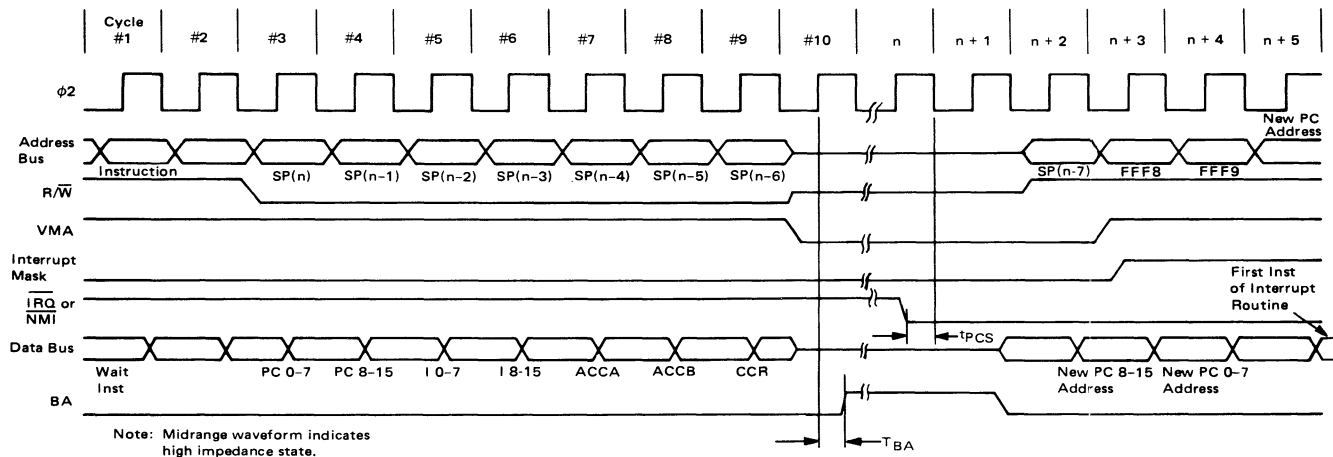 Cycle
#1 #2 #3 #4 #5 #6 #7 #8 #9 #10 n n + 1 n + 2 n + 3 n + 4 n + 5
ϕ2
New PC
Address
Address
Bus
Instruction SP(n) SP(n-1) SP(n-2) SP(n-3) SP(n-4) SP(n-5) SP(n-6) SP(n-7) FFF8 FFF9
R/W̅
VMA
Interrupt
Mask
First Inst
of Interrupt
Routine
I̅R̅Q̅ or
N̅M̅I̅
tPCS
Data Bus
Wait
Inst
PC 0-7 PC 8-15 I 0-7 I 8-15 ACCA ACCB CCR
New PC 8-15
Address
New PC 0-7
Address
BA
TBA
Note: Midrange waveform indicates
high impedance state.